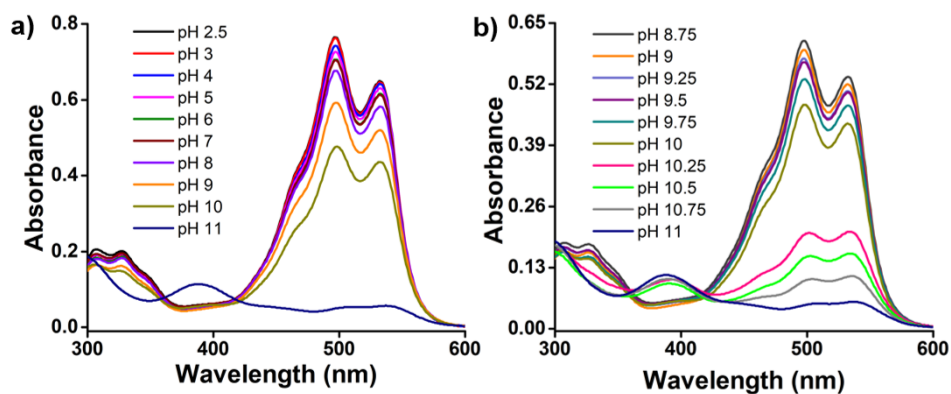 a)
0.8
0.6
0.4
0.2
0.0
Absorbance
pH 2.5
pH 3
pH 4
pH 5
pH 6
pH 7
pH 8
pH 9
pH 10
pH 11
300
400
500
600
Wavelength (nm)
b)
0.65
0.52
0.39
0.26
0.13
0.00
Absorbance
pH 8.75
pH 9
pH 9.25
pH 9.5
pH 9.75
pH 10
pH 10.25
pH 10.5
pH 10.75
pH 11
300
400
500
600
Wavelength (nm)